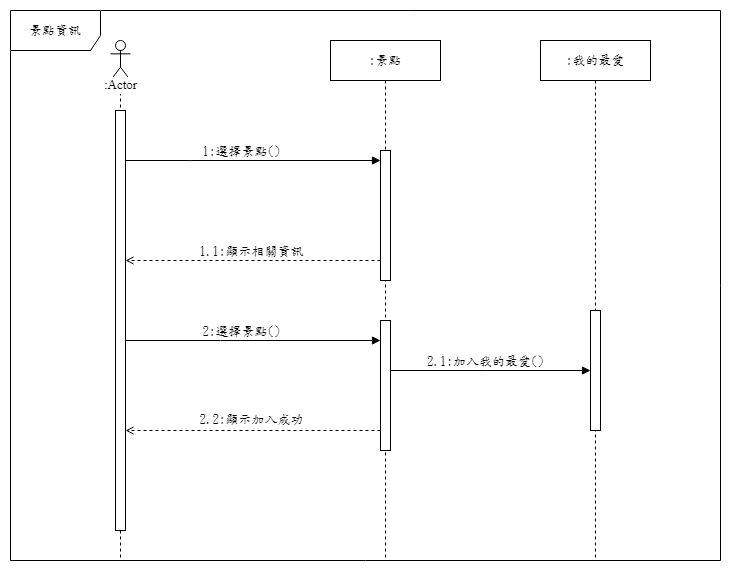 景點資訊
:Actor
:景點
:我的最愛
1:選擇景點()
1.1:顯示相關資訊
2:選擇景點()
2.1:加入我的最愛()
2.2:顯示加入成功